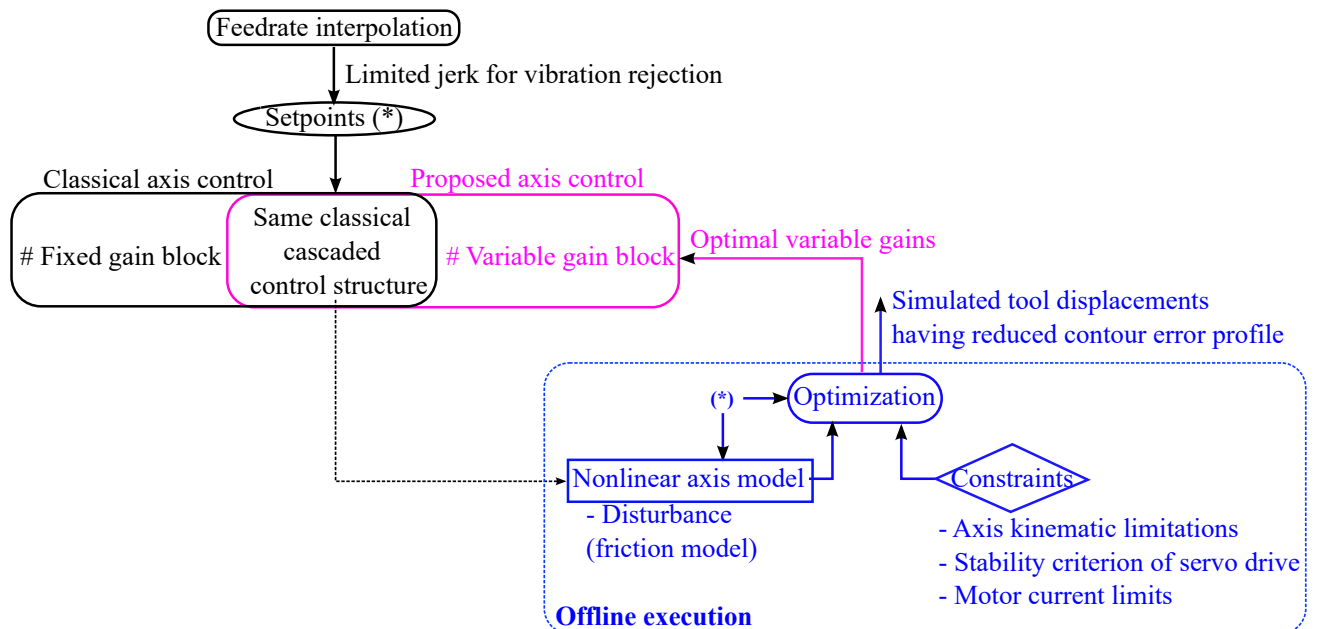 Feedrate interpolation
Limited jerk for vibration rejection
Setpoints (*)
Classical axis control
Proposed axis control
# Fixed gain block
Same classical
cascaded
control structure
# Variable gain block
Optimal variable gains
Simulated tool displacements
having reduced contour error profile
(*)
Optimization
Nonlinear axis model
- Disturbance
(friction model)
Constraints
- Axis kinematic limitations
- Stability criterion of servo drive
- Motor current limits
Offline execution